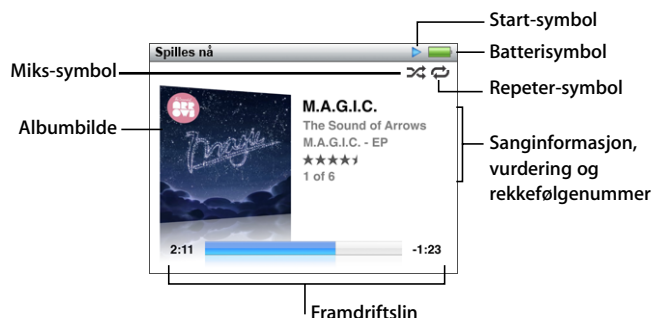 Start-symbol
Spilles nå
Batterisymbol
Miks-symbol
Repeter-symbol
M.A.G.I.C.
The Sound of Arrows
M.A.G.I.C. - EP
1 of 6
Albumbilde
Sanginformasjon,
vurdering og
rekkefølgenummer
Magic
2:11
-1:23
Framdriftslin